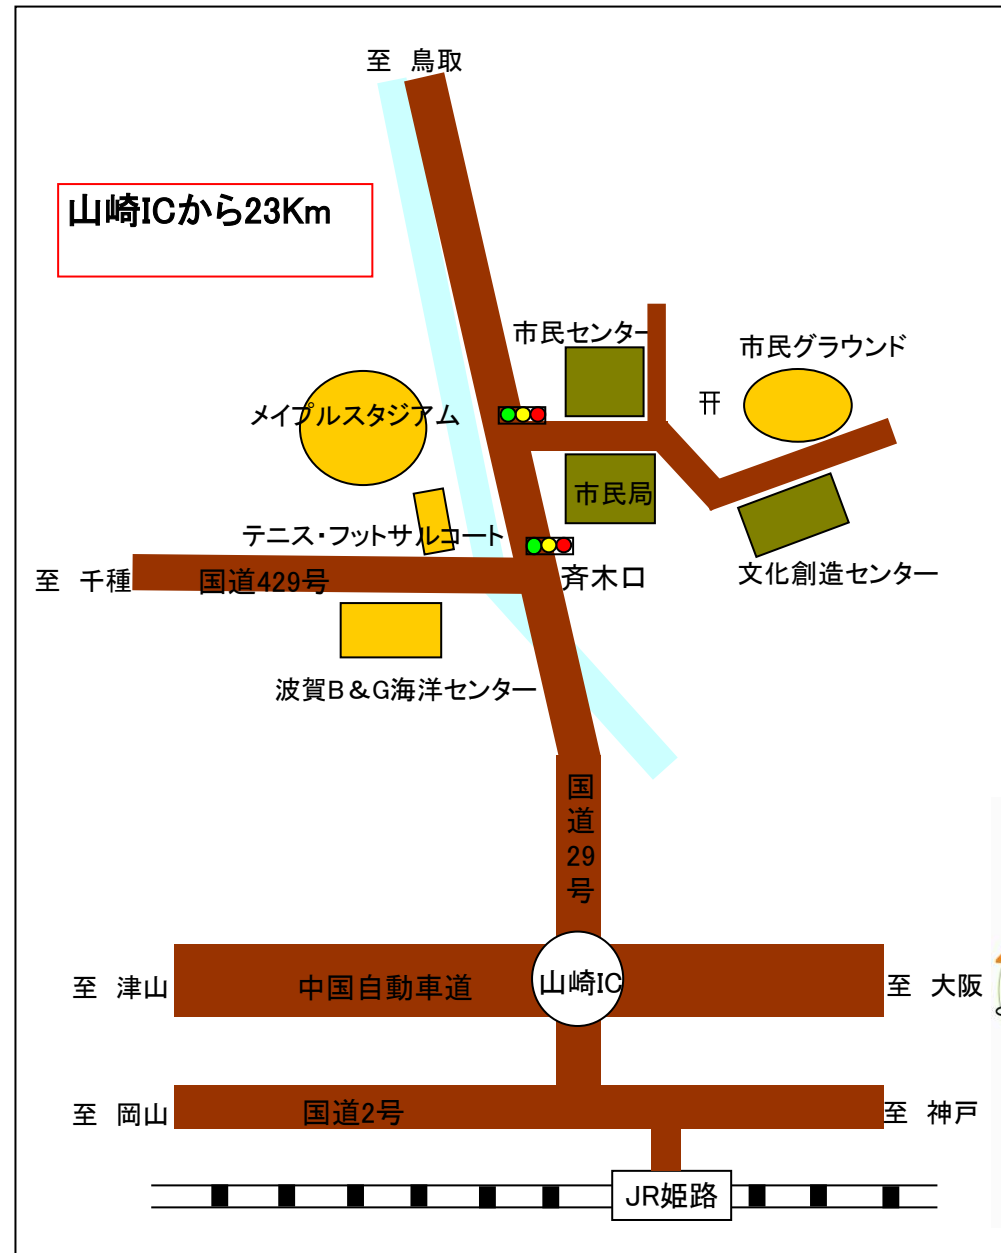 至　鳥取
山崎ICから23Km
市民センター
市民グラウンド
メイプルスタジアム
市民局
テニス・フットサルコート
文化創造センター
至　千種
国道429号
斉木口
波賀B＆G海洋センター
国道29号
至　津山
中国自動車道
山崎IC
至　大阪
至　岡山
国道2号
至　神戸
JR姫路